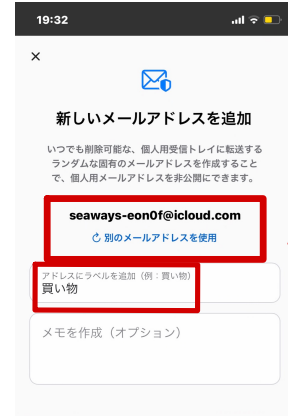 19:32
×
新しいメールアドレスを追加
いつでも削除可能な、個人用受信トレイに転送する
ランダムな固有のメールアドレスを作成すること
で、個人用メールアドレスを非公開にできます。
seaways-eon0f@icloud.com
別のメールアドレスを使用
アドレスにラベルを追加（例：買い物）
買い物
メモを作成（オプション）